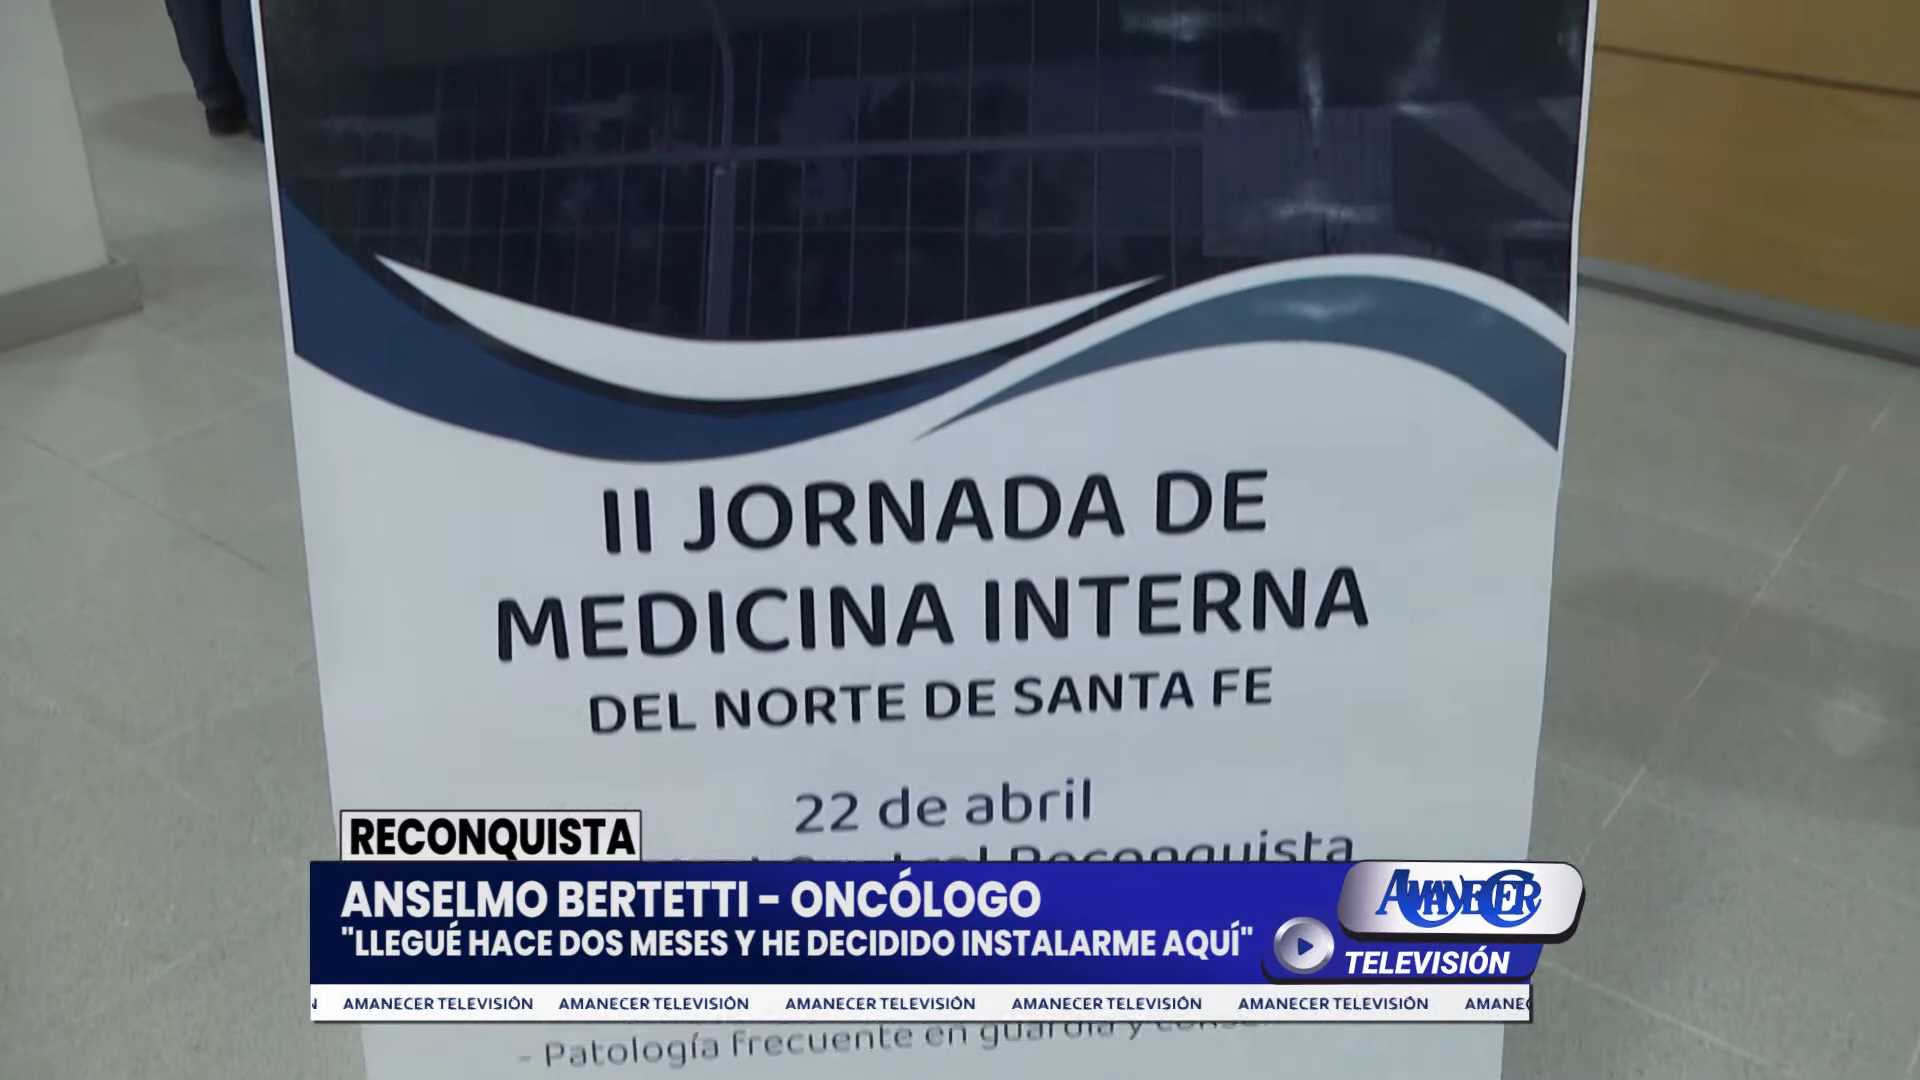 II JORNADA DE
MEDICINA INTERNA
DEL NORTE DE SANTA FE
22 de abril
Reconquista
RECONQUISTA
ANSELMO BERTETTI - ONCÓLOGO
"LLEGUÉ HACE DOS MESES Y HE DECIDIDO INSTALARME AQUÍ"
AMANECER
TELEVISIÓN
AMANECER TELEVISIÓN AMANECER TELEVISIÓN AMANECER TELEVISIÓN AMANECER TELEVISIÓN AMANECER TELEVISIÓN AMANEC
- Patología frecuente en guardia y